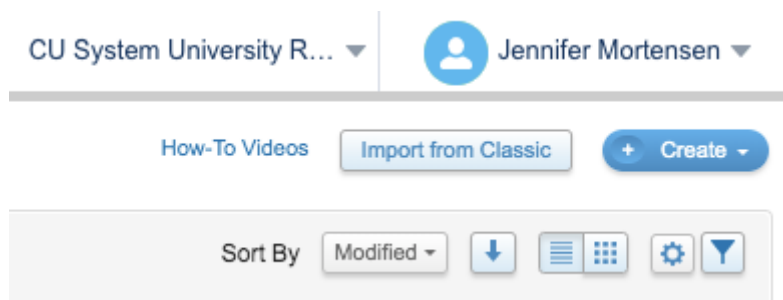 CU System University R... Jennifer Mortensen
How-To Videos Import from Classic + Create
Sort By Modified